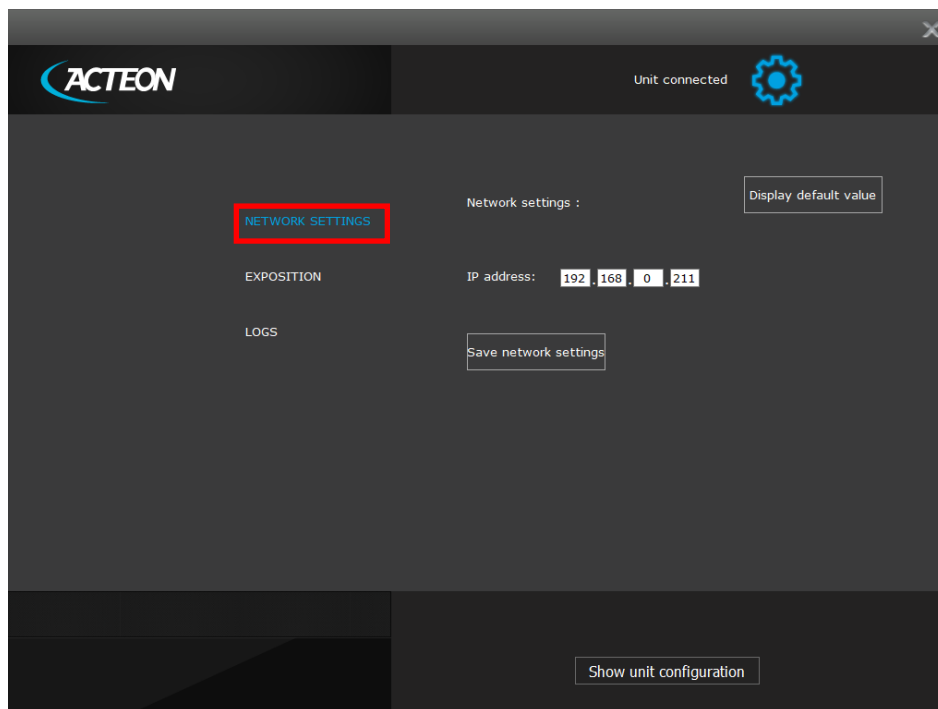 ACTEON
Unit connected
Network settings :
Display default value
NETWORK SETTINGS
EXPOSITION
IP address: 192 . 168 . 0 . 211
LOGS
Save network settings
Show unit configuration